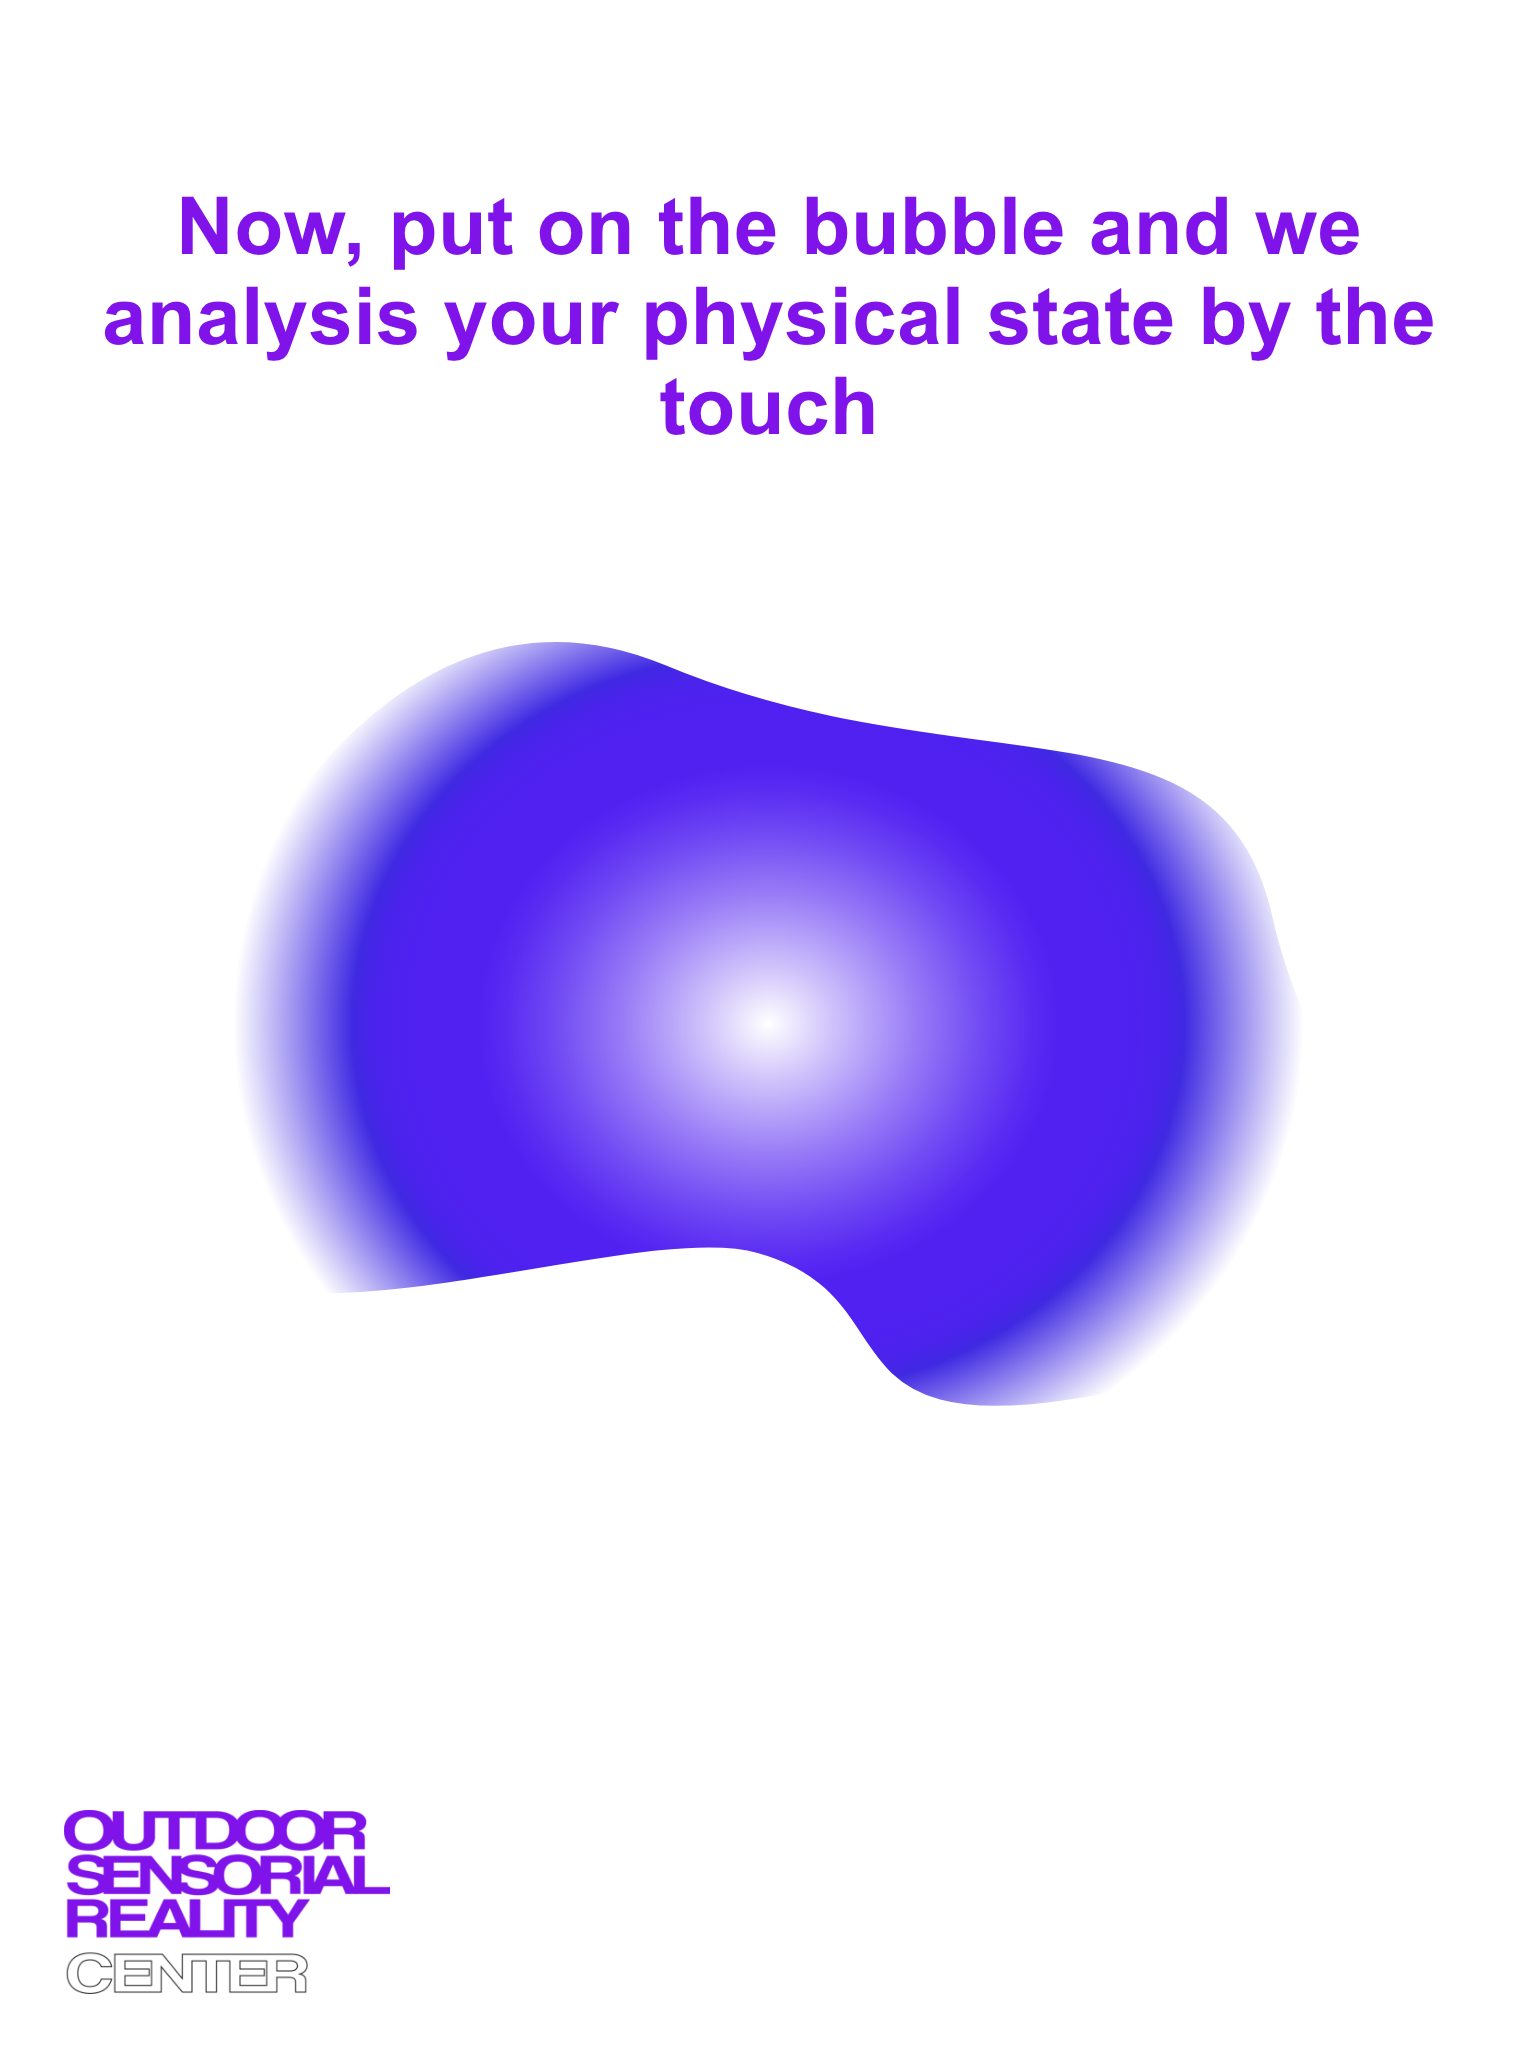 Now, put on the bubble and we
analysis your physical state by the
touch
OUTDOOR
SENSORIAL
REALITY
CENTER